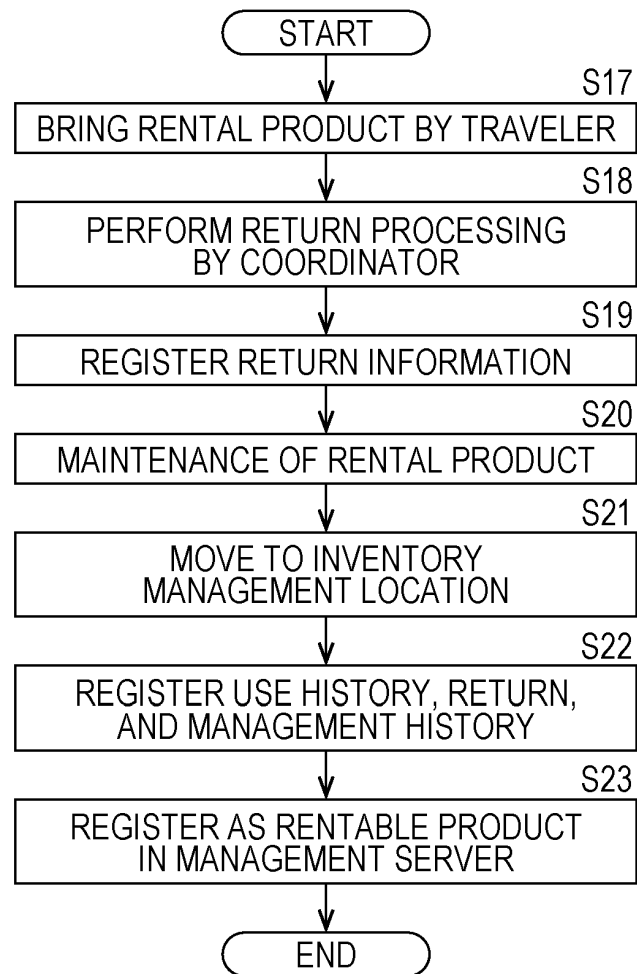 START
S17
BRING RENTAL PRODUCT BY TRAVELER
S18
PERFORM RETURN PROCESSING
BY COORDINATOR
S19
REGISTER RETURN INFORMATION
S20
MAINTENANCE OF RENTAL PRODUCT
S21
MOVE TO INVENTORY
MANAGEMENT LOCATION
S22
REGISTER USE HISTORY, RETURN,
AND MANAGEMENT HISTORY
S23
REGISTER AS RENTABLE PRODUCT
IN MANAGEMENT SERVER
END